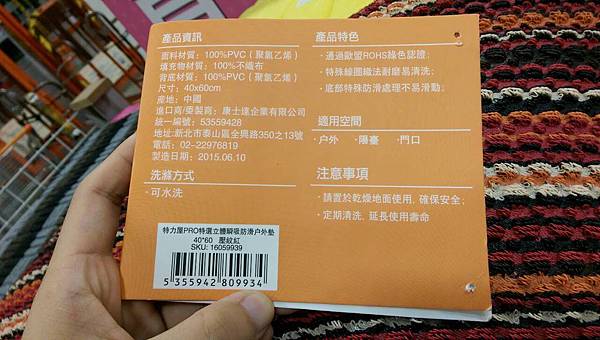 產品資訊
面料材質：100%PVC（聚氯乙烯）
填充物材質：100%不織布
背底材質：100%PVC（聚氯乙烯）
尺寸：40x60cm
產地：中國
進口商/委製商：康士達企業有限公司
統一編號：53559428
地址:新北市泰山區全興路350之13號
電話：02–22976819
製造日期：2015.06.10
洗滌方式
·可水洗
特力屋PRO特選立體瞬吸防滑户外墊
40*60 壓紋紅
SKU: 16059939
5 355942 809934
產品特色
·通過歐盟ROHS綠色認證；
·特殊線圈織法耐磨易清洗；
·底部特殊防滑處理不易滑動；
適用空間
·户外 ·陽臺 ·門口
注意事項
·請置於乾燥地面使用，確保安全；
·定期清洗，延長使用壽命